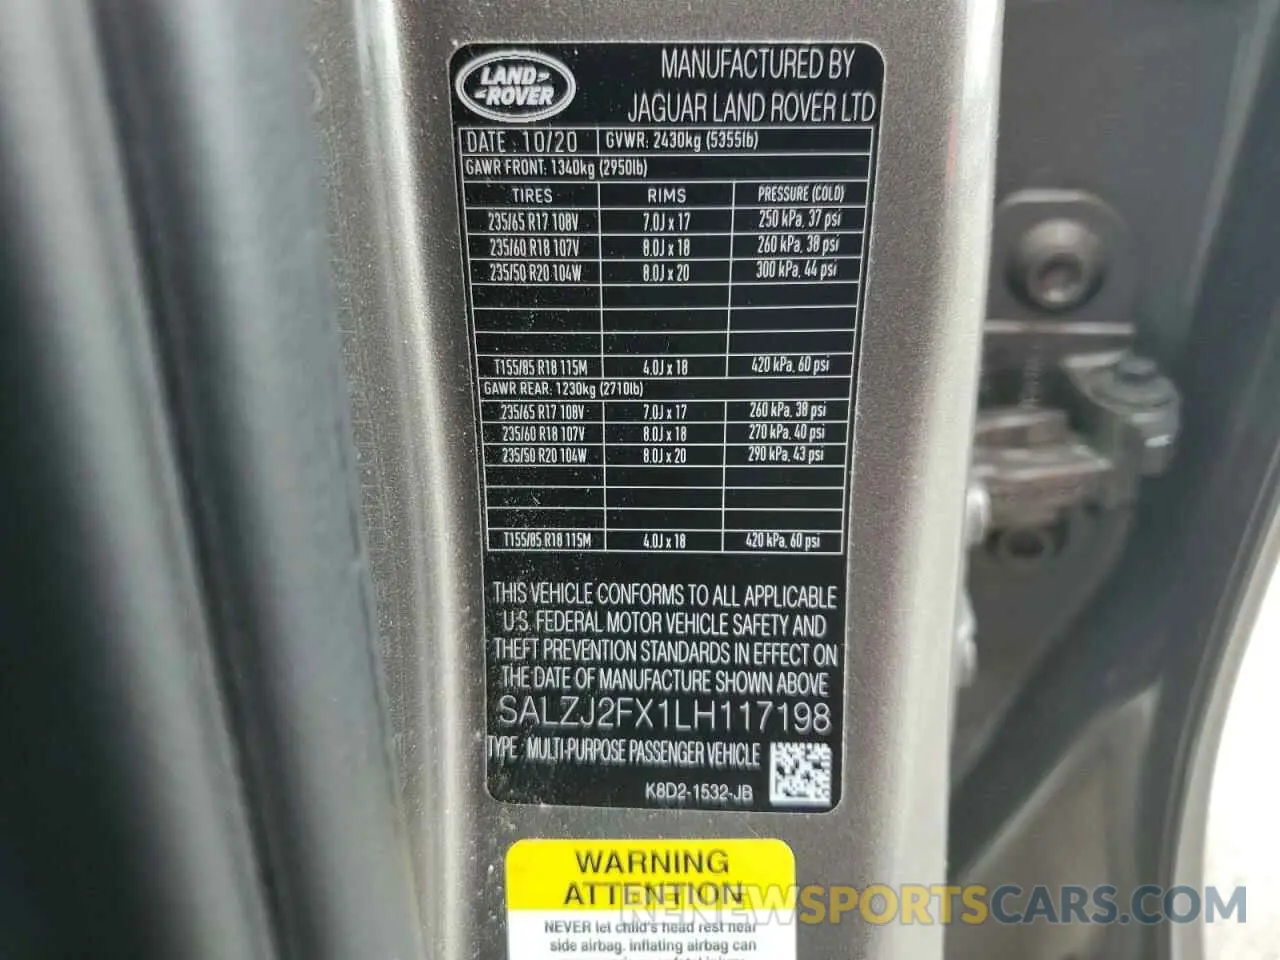 LAND
ROVER
MANUFACTURED BY
JAGUAR LAND ROVER LTD
DATE : 10/20 GVWR: 2430kg (5355lb)
GAWR FRONT: 1340kg (2950lb)
TIRES RIMS PRESSURE (COLD)
235/65 R17 108V 7.0J x 17 250 kPa, 37 psi
235/60 R18 107V 8.0J x 18 260 kPa, 38 psi
235/50 R20 104W 8.0J x 20 300 kPa, 44 psi
T155/85 R18 115M 4.0J x 18 420 kPa, 60 psi
GAWR REAR: 1230kg (2710lb)
235/65 R17 108V 7.0J x 17 260 kPa, 38 psi
235/60 R18 107V 8.0J x 18 270 kPa, 40 psi
235/50 R20 104W 8.0J x 20 290 kPa, 43 psi
T155/85 R18 115M 4.0J x 18 420 kPa, 60 psi
THIS VEHICLE CONFORMS TO ALL APPLICABLE
U.S. FEDERAL MOTOR VEHICLE SAFETY AND
THEFT PREVENTION STANDARDS IN EFFECT ON
THE DATE OF MANUFACTURE SHOWN ABOVE
SALZJ2FX1LH117198
TYPE : MULTI-PURPOSE PASSENGER VEHICLE
K8D2-1532-JB
WARNING
ATTENTION
RENEWSPORTSCARS.COM
NEVER let child's head rest near
side airbag, inflating airbag can